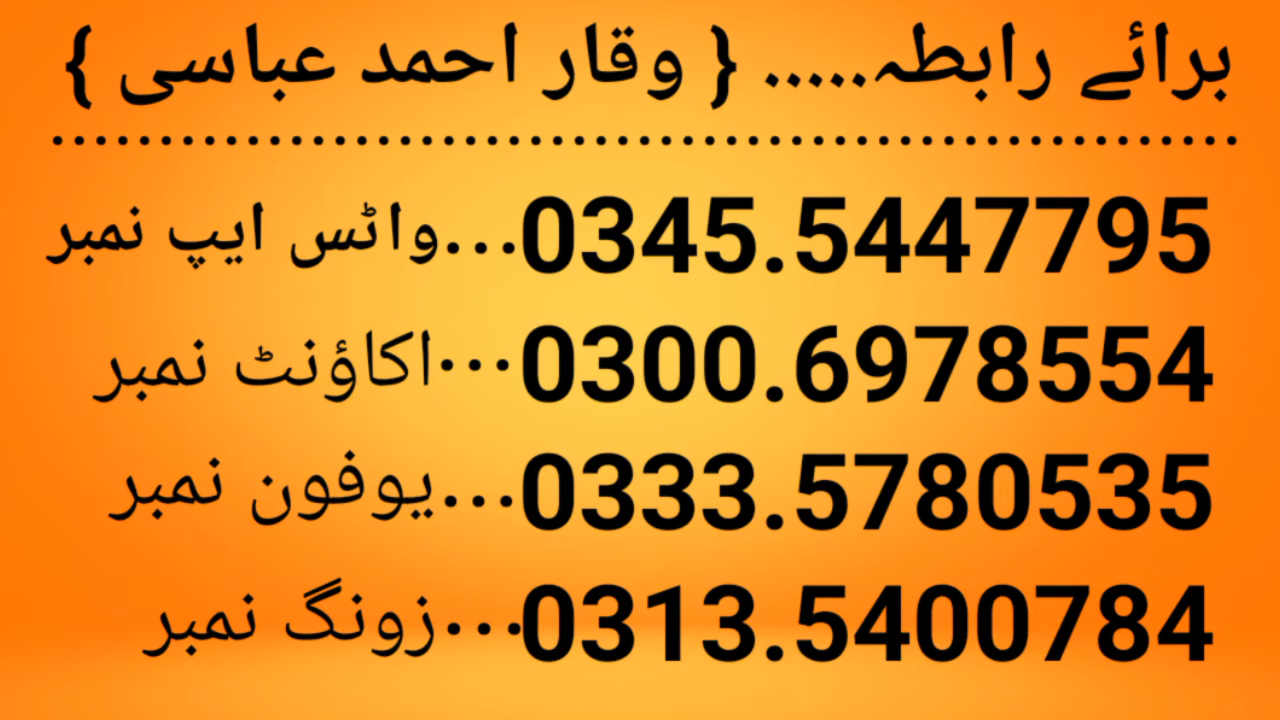 برائے رابطہ..... { وقار احمد عباسی }
......................................................
0345.5447795...واٹس ایپ نمبر
0300.6978554...اکاؤنٹ نمبر
0333.5780535...یوفون نمبر
0313.5400784...زونگ نمبر